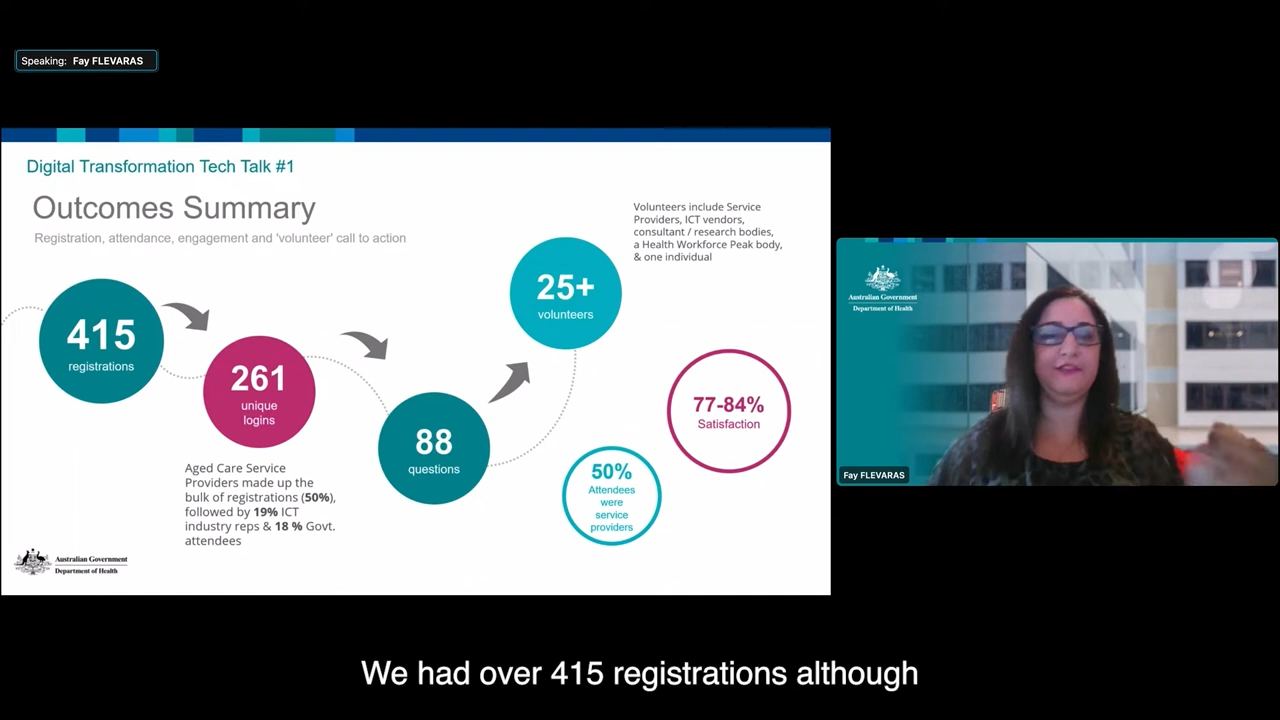 Speaking: Fay FLEVARAS
Digital Transformation Tech Talk #1
Outcomes Summary
Registration, attendance, engagement and 'volunteer' call to action
415
registrations
261
unique
logins
Aged Care Service
Providers made up the
bulk of registrations (50%),
followed by 19% ICT
industry reps & 18 % Govt.
attendees
88
questions
25+
volunteers
Volunteers include Service
Providers, ICT vendors,
consultant / research bodies,
a Health Workforce Peak body,
& one individual
50%
Attendees
were
service
providers
77-84%
Satisfaction
Australian Government
Department of Health
Australian Government
Department of Health
Fay FLEVARAS
We had over 415 registrations although